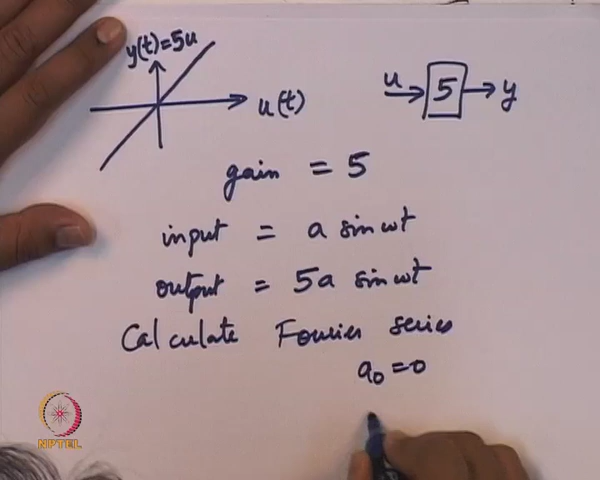 y(t)=5u
u(t)
u 5 y
gain = 5
input = a sin ωt
output = 5a sin ωt
Calculate Fourier series
a₀=0
NPTEL